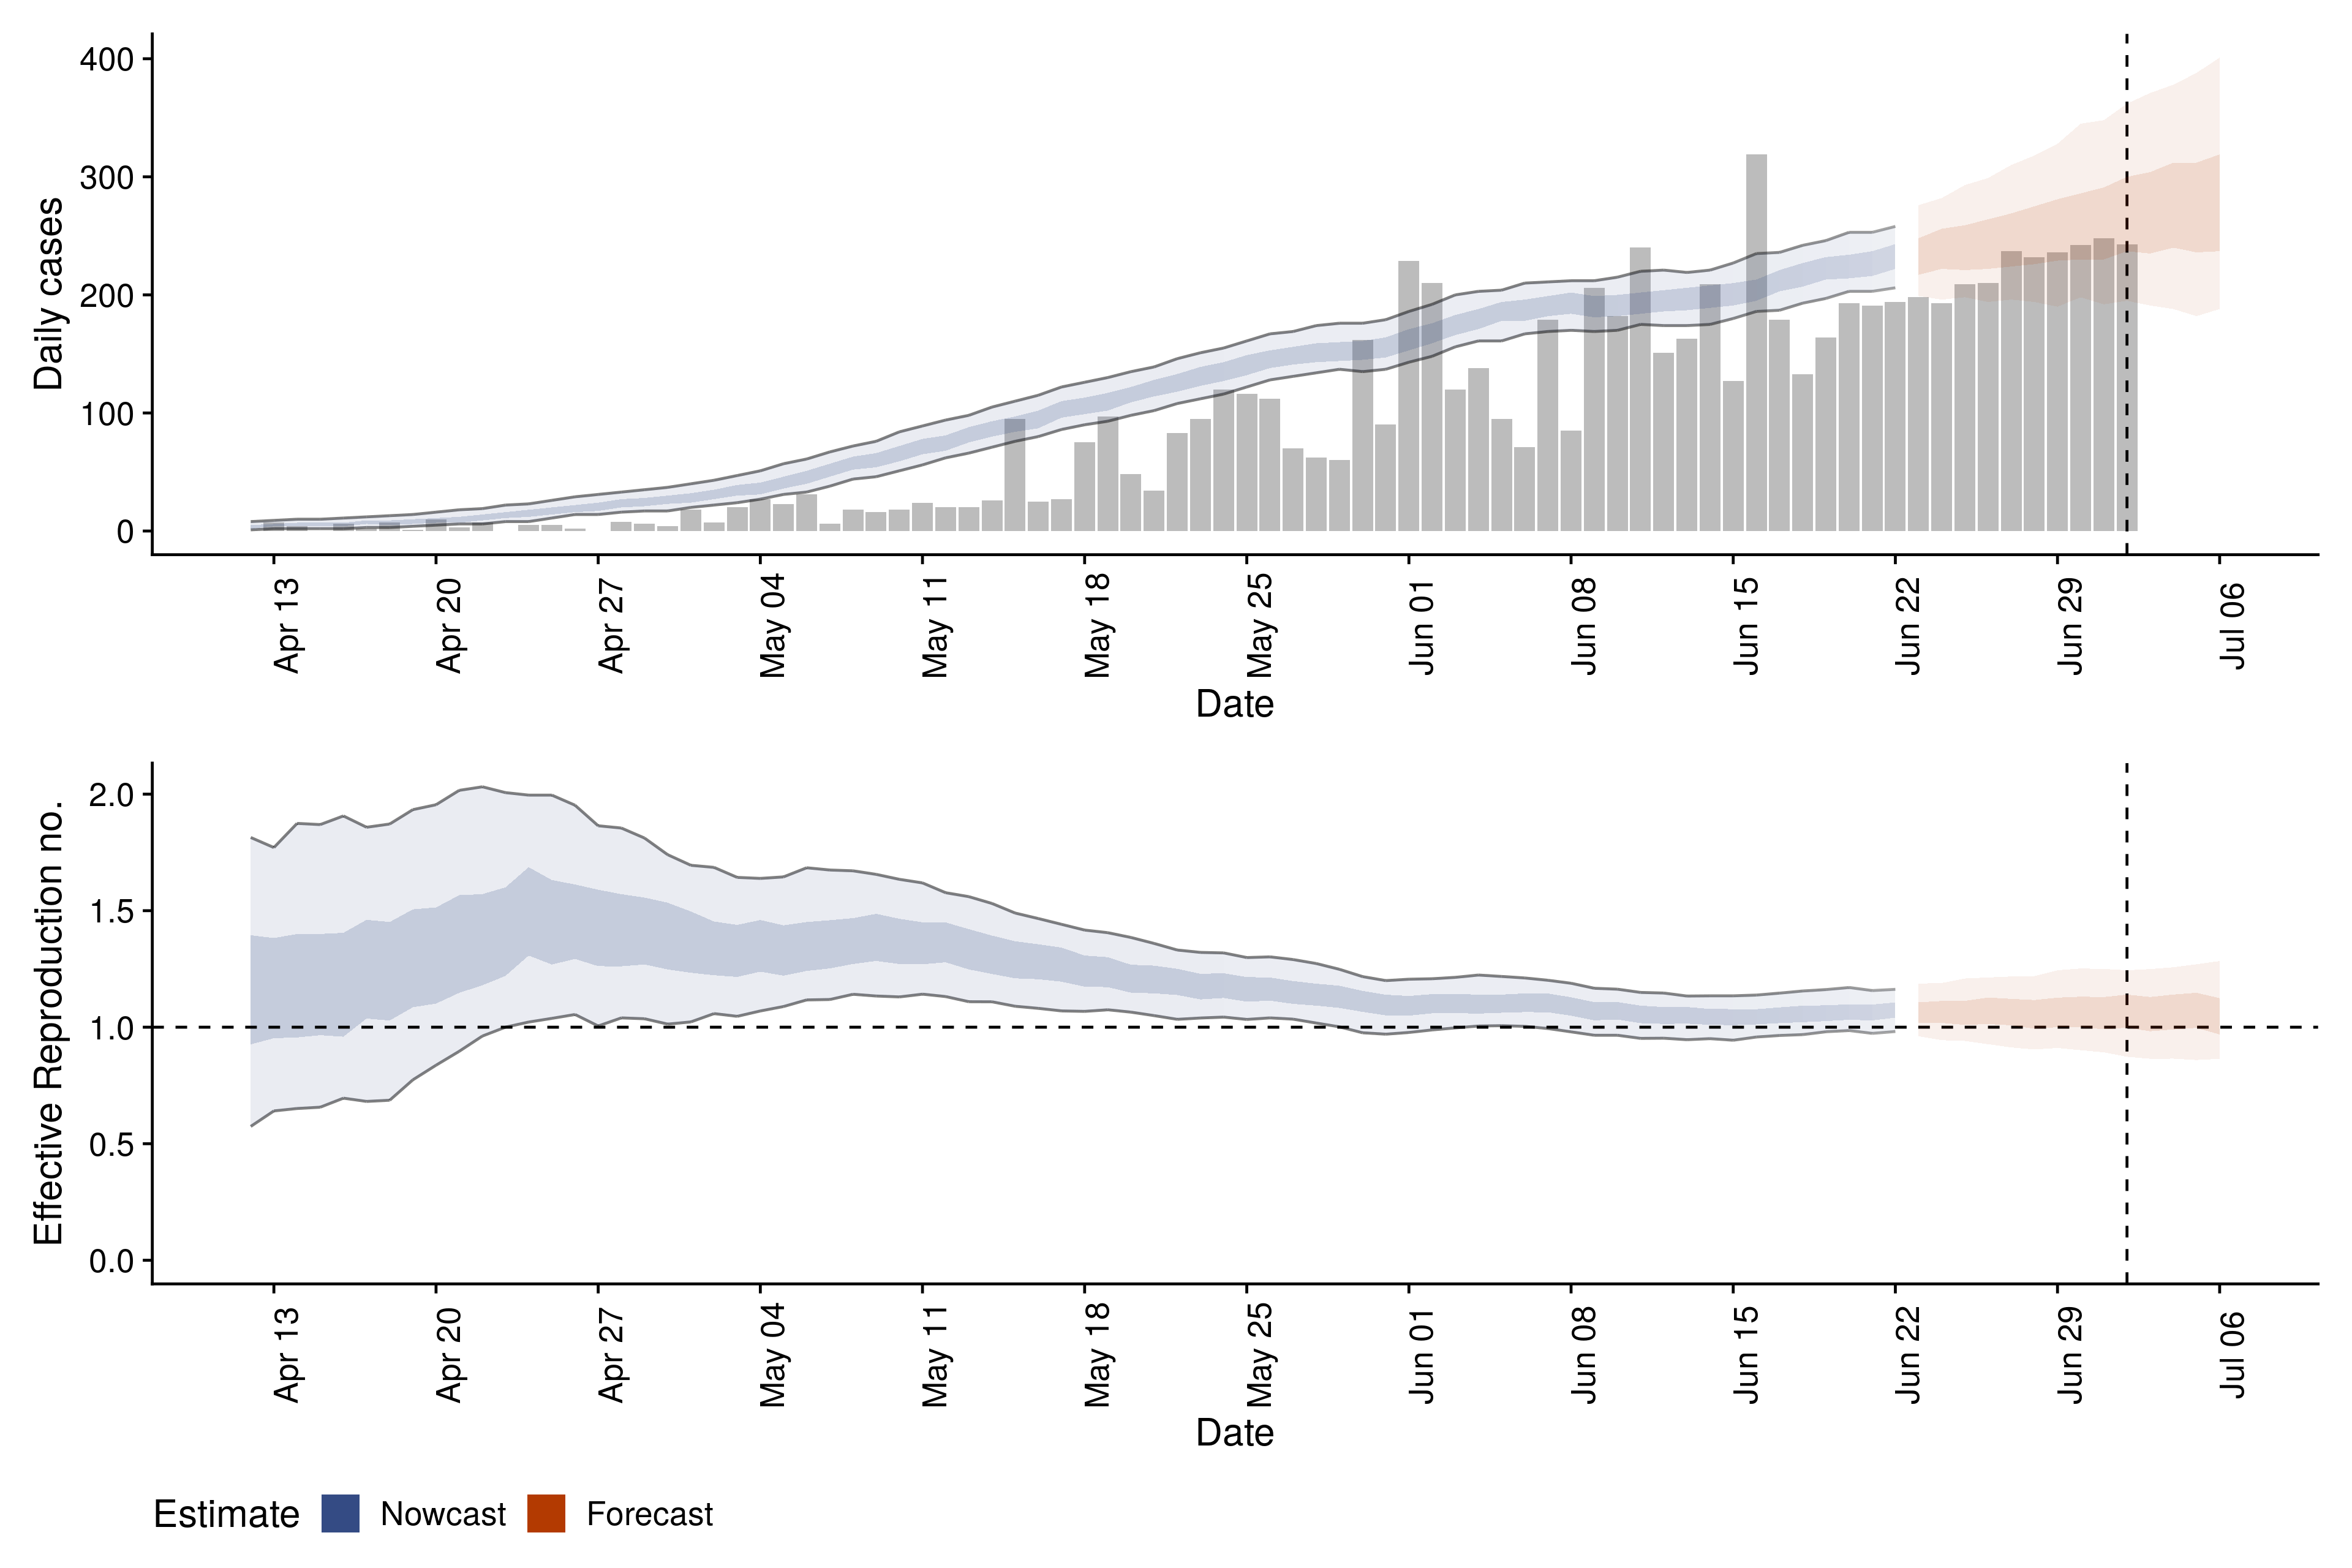 400
300
200
100
0
Daily cases
Apr 13
Apr 20
Apr 27
May 04
May 11
May 18
May 25
Jun 01
Jun 08
Jun 15
Jun 22
Jun 29
Jul 06
Date
2.0
1.5
1.0
0.5
0.0
Effective Reproduction no.
Apr 13
Apr 20
Apr 27
May 04
May 11
May 18
May 25
Jun 01
Jun 08
Jun 15
Jun 22
Jun 29
Jul 06
Date
Estimate Nowcast Forecast